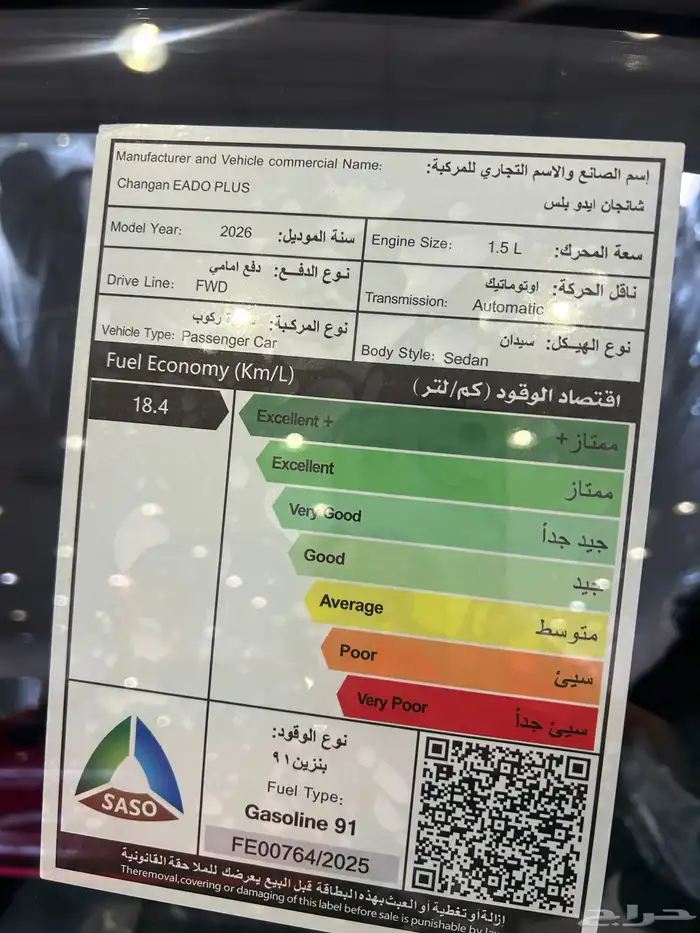 Manufacturer and Vehicle commercial Name: إسم الصانع والاسم التجاري للمركبة:
Changan EADO PLUS شانجان ايدو بلس
Model Year: 2026 سنة الموديل:
Engine Size: 1.5 L سعة المحرك:
Drive Line: FWD دفع امامي نوع الدفع:
Transmission: Automatic اوتوماتيك ناقل الحركة:
Vehicle Type: Passenger Car ركوب نوع المركبة:
Body Style: Sedan سيدان نوع الهيكل:
Fuel Economy (Km/L) اقتصاد الوقود (كم/لتر)
18.4
Excellent + ممتاز+
Excellent ممتاز
Very Good جيد جداً
Good جيد
Average متوسط
Poor سيئ
Very Poor سيئ جداً
SASO
نوع الوقود:
بنزين ٩١
Fuel Type:
Gasoline 91
FE00764/2025
إزالة أو تغطية أو العبث بهذه البطاقة قبل البيع يعرضك للملاحقة القانونية
The removal,covering or damaging of this label before sale is punishable by
حراج